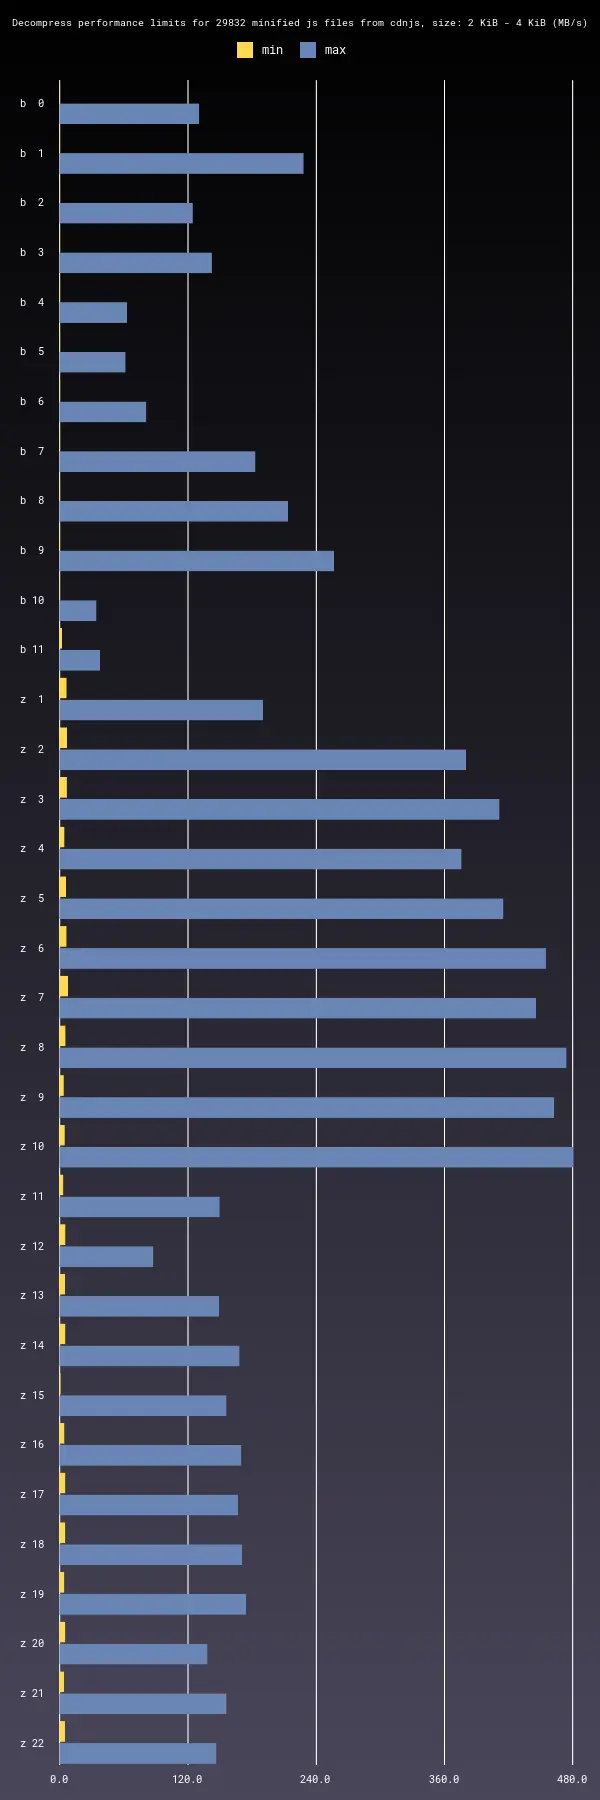 Decompress performance limits for 29832 minified js files from cdnjs, size: 2 KiB - 4 KiB (MB/s)
min max
b 0
b 1
b 2
b 3
b 4
b 5
b 6
b 7
b 8
b 9
b 10
b 11
z 1
z 2
z 3
z 4
z 5
z 6
z 7
z 8
z 9
z 10
z 11
z 12
z 13
z 14
z 15
z 16
z 17
z 18
z 19
z 20
z 21
z 22
0.0 120.0 240.0 360.0 480.0